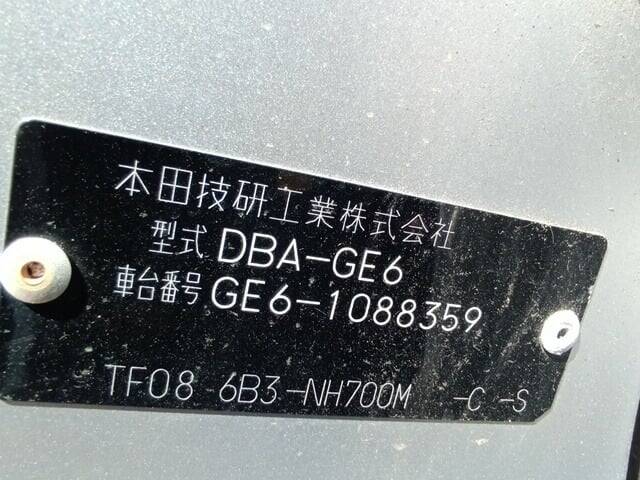 本田技研工業株式会社
型式 DBA-GE6
車台番号 GE6-1088359
TF08 6B3-NH700M -C -S